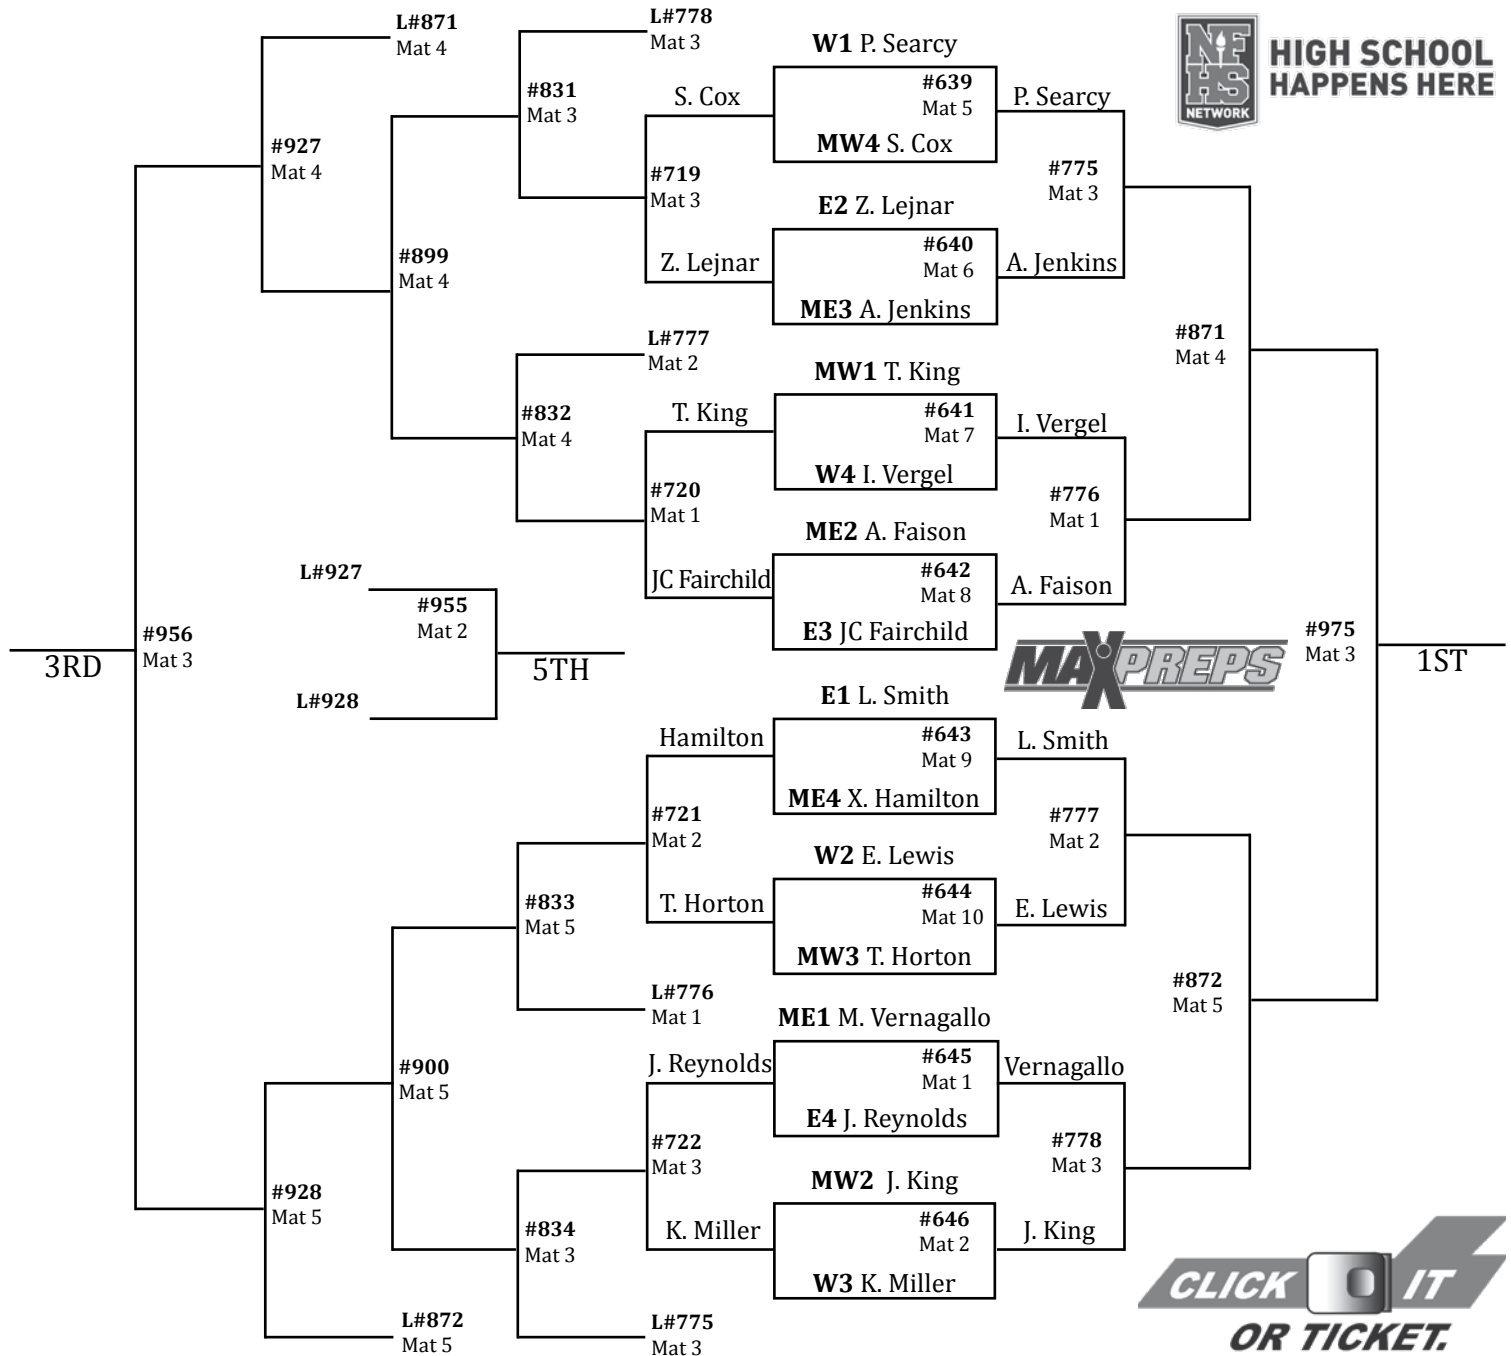 L#871
Mat 4
L#778
Mat 3
W1 P. Searcy
NFHS
NETWORK
HIGH SCHOOL
HAPPENS HERE
#831
Mat 3
S. Cox
#639
Mat 5
P. Searcy
#927
Mat 4
MW4 S. Cox
#719
Mat 3
#775
Mat 3
E2 Z. Lejnar
#899
Mat 4
Z. Lejnar
#640
Mat 6
A. Jenkins
ME3 A. Jenkins
L#777
Mat 2
#871
Mat 4
MW1 T. King
#832
Mat 4
T. King
#641
Mat 7
I. Vergel
W4 I. Vergel
#720
Mat 1
#776
Mat 1
ME2 A. Faison
L#927
#955
Mat 2
JC Fairchild
#642
Mat 8
A. Faison
#956
Mat 3
E3 JC Fairchild
#975
Mat 3
3RD
5TH
MAXPREPS
1ST
L#928
E1 L. Smith
Hamilton
#643
Mat 9
L. Smith
ME4 X. Hamilton
#721
Mat 2
#777
Mat 2
W2 E. Lewis
#833
Mat 5
T. Horton
#644
Mat 10
E. Lewis
MW3 T. Horton
#872
Mat 5
L#776
Mat 1
ME1 M. Vernagallo
#900
Mat 5
J. Reynolds
#645
Mat 1
Vernagallo
E4 J. Reynolds
#722
Mat 3
#778
Mat 3
#928
Mat 5
MW2 J. King
#834
Mat 3
K. Miller
#646
Mat 2
J. King
W3 K. Miller
CLICK IT
OR TICKET.
L#872
Mat 5
L#775
Mat 3